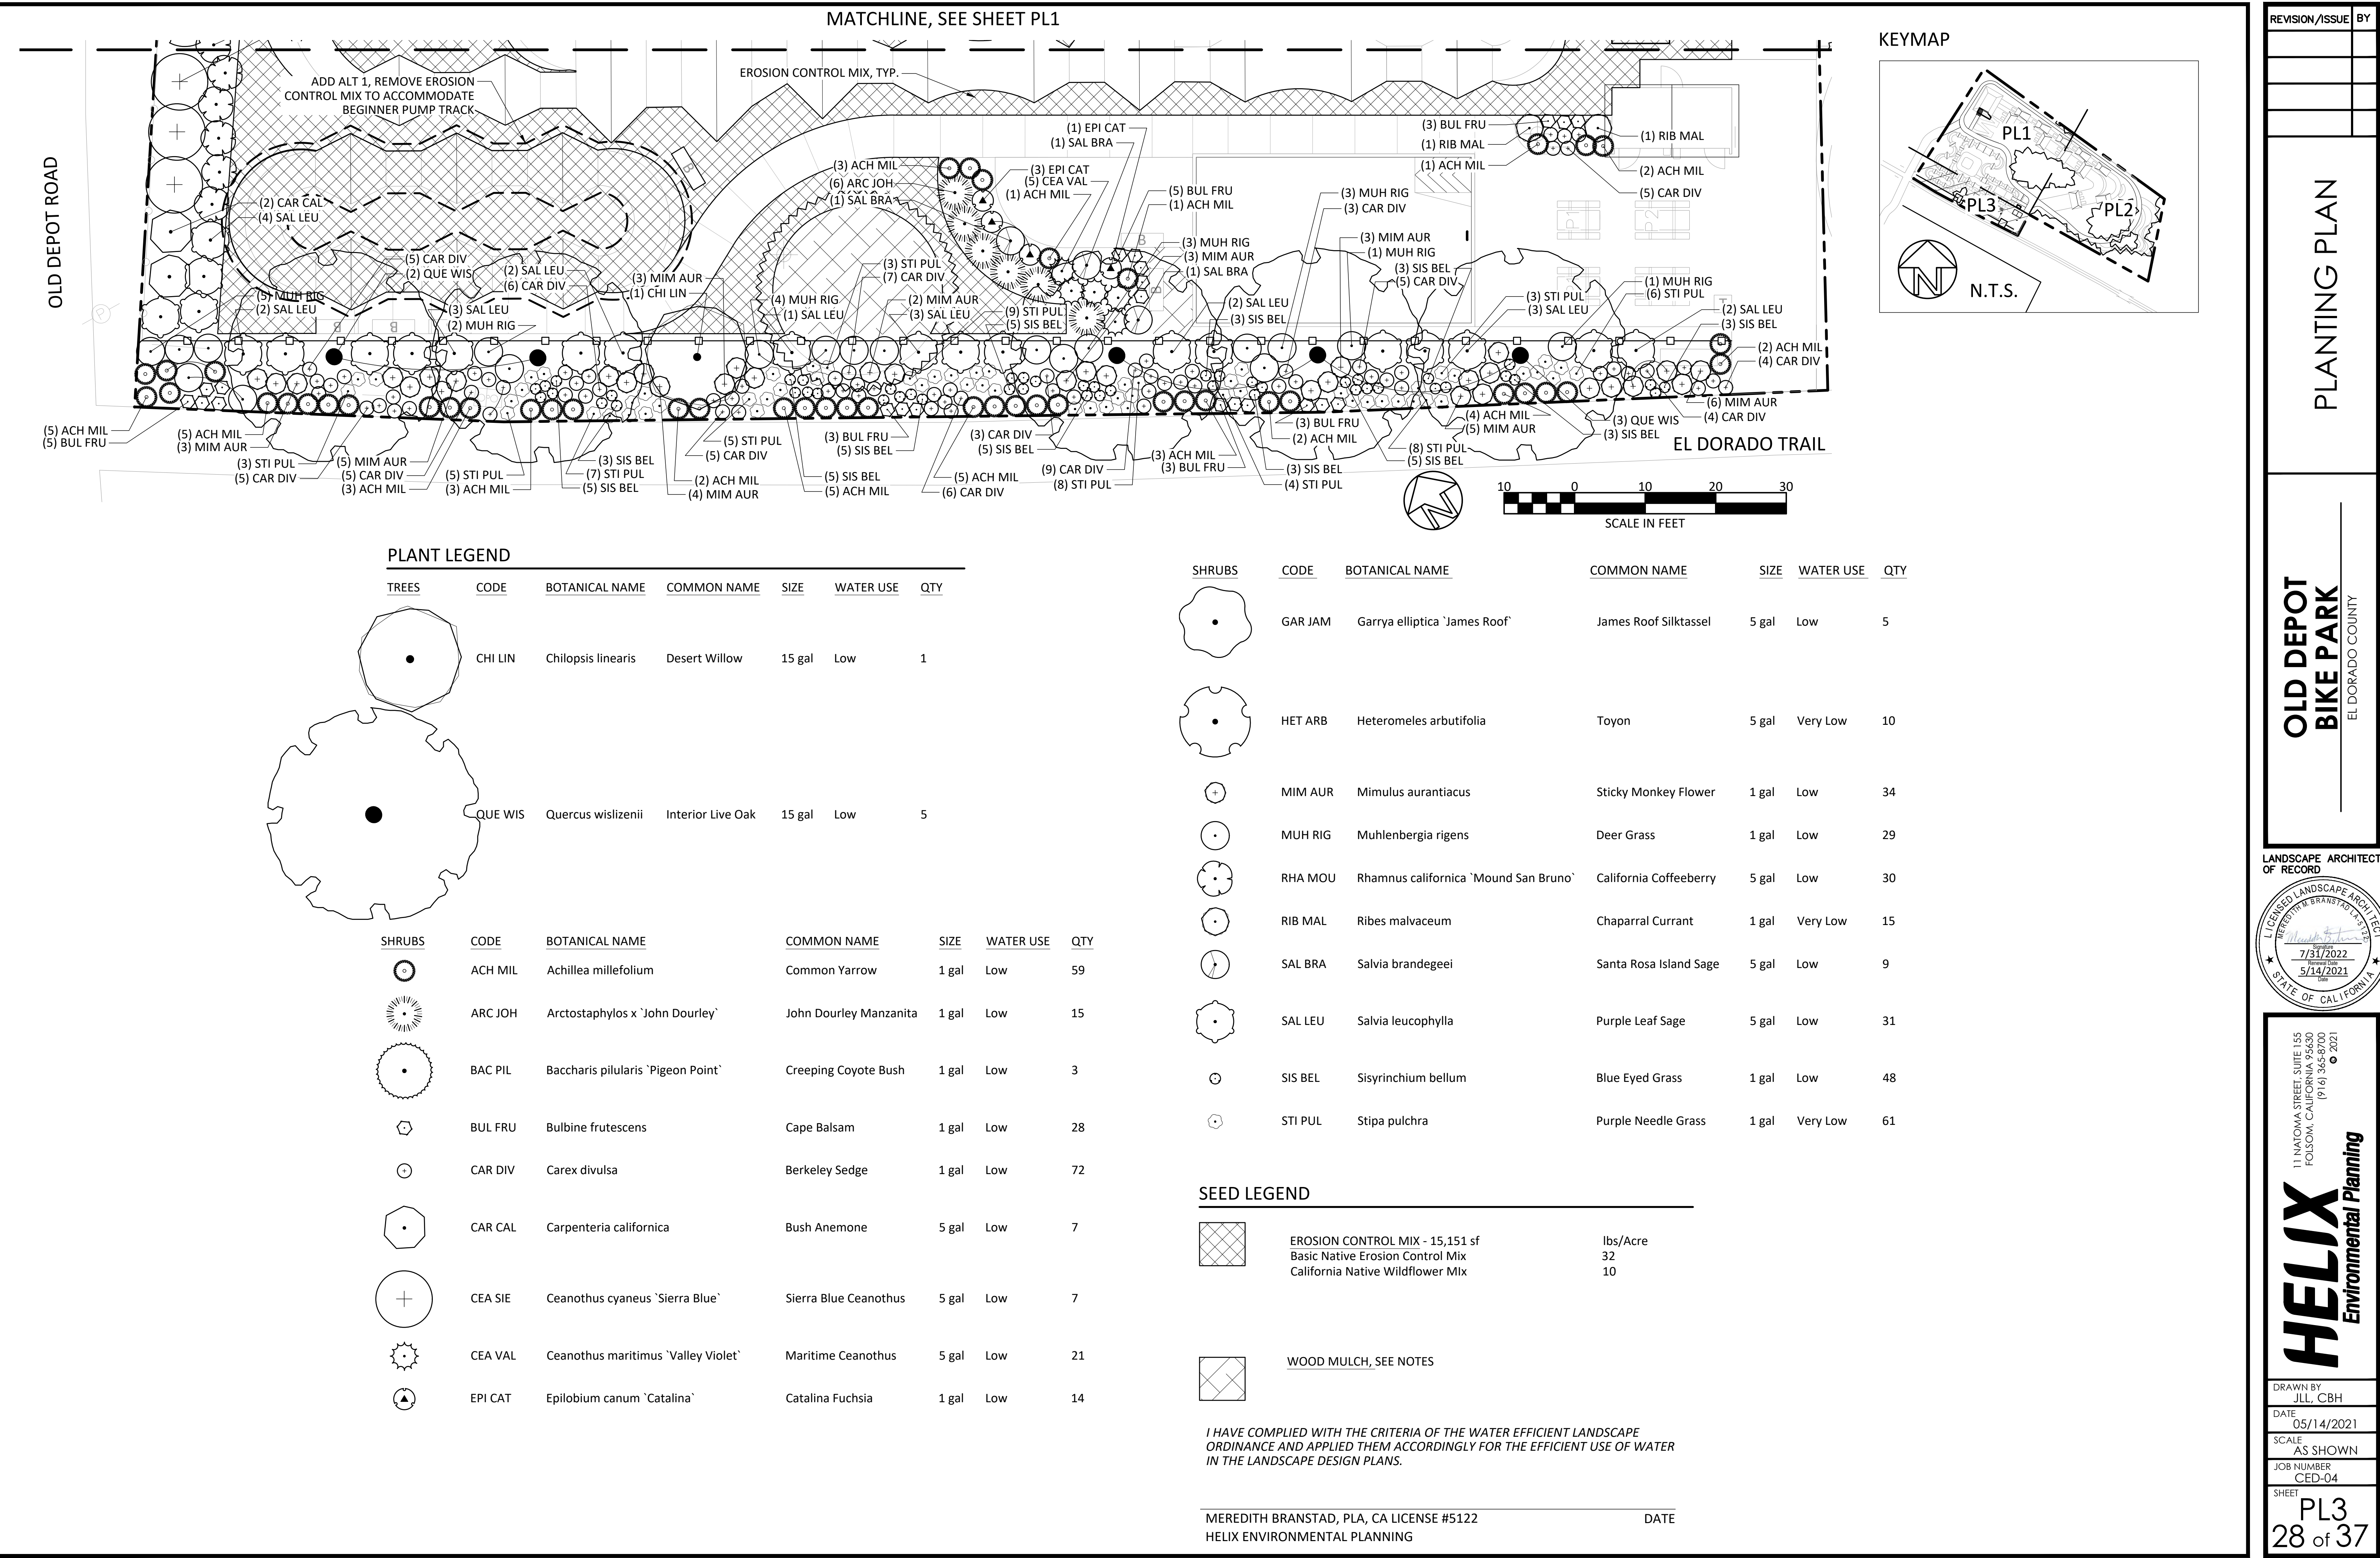 MATCHLINE, SEE SHEET PL1
OLD DEPOT ROAD
ADD ALT 1, REMOVE EROSION
CONTROL MIX TO ACCOMMODATE
BEGINNER PUMP TRACK
EROSION CONTROL MIX, TYP.
(1) EPI CAT
(1) SAL BRA
(3) ACH MIL
(6) ARC JOH
(1) SAL BRA
(3) EPI CAT
(5) CEA VAL
(1) ACH MIL
(5) BUL FRU
(1) ACH MIL
(3) BUL FRU
(1) RIB MAL
(1) ACH MIL
(1) RIB MAL
(2) ACH MIL
(5) CAR DIV
(3) MUH RIG
(3) CAR DIV
(2) CAR CAL
(4) SAL LEU
(5) CAR DIV
(2) QUE WIS
(2) SAL LEU
(6) CAR DIV
(3) MIM AUR
(1) CHI LIN
(3) STI PUL
(7) CAR DIV
(3) MUH RIG
(3) MIM AUR
(1) SAL BRA
(3) MIM AUR
(1) MUH RIG
(3) SIS BEL
(5) CAR DIV
(5) MUH RIG
(2) SAL LEU
(3) SAL LEU
(2) MUH RIG
(4) MUH RIG
(1) SAL LEU
(2) MIM AUR
(3) SAL LEU
(9) STI PUL
(5) SIS BEL
(2) SAL LEU
(3) SIS BEL
(3) STI PUL
(3) SAL LEU
(1) MUH RIG
(6) STI PUL
(2) SAL LEU
(3) SIS BEL
(2) ACH MIL
(4) CAR DIV
(6) MIM AUR
(4) CAR DIV
(3) QUE WIS
(3) SIS BEL
(4) ACH MIL
(5) MIM AUR
(5) ACH MIL
(5) BUL FRU
(5) ACH MIL
(3) MIM AUR
(3) STI PUL
(5) CAR DIV
(5) MIM AUR
(5) CAR DIV
(3) ACH MIL
(5) STI PUL
(3) ACH MIL
(3) SIS BEL
(7) STI PUL
(5) SIS BEL
(5) STI PUL
(5) CAR DIV
(2) ACH MIL
(4) MIM AUR
(3) BUL FRU
(5) SIS BEL
(5) SIS BEL
(5) ACH MIL
(3) CAR DIV
(5) SIS BEL
(5) ACH MIL
(6) CAR DIV
(9) CAR DIV
(8) STI PUL
(3) ACH MIL
(3) BUL FRU
(3) BUL FRU
(2) ACH MIL
(3) SIS BEL
(4) STI PUL
(8) STI PUL
(5) SIS BEL
EL DORADO TRAIL
N
10 0 10 20 30
SCALE IN FEET
KEYMAP
PL1
PL2
PL3
N
N.T.S.
PLANT LEGEND
TREES CODE BOTANICAL NAME COMMON NAME SIZE WATER USE QTY
CHI LIN Chilopsis linearis Desert Willow 15 gal Low 1
QUE WIS Quercus wislizenii Interior Live Oak 15 gal Low 5
SHRUBS CODE BOTANICAL NAME COMMON NAME SIZE WATER USE QTY
ACH MIL Achillea millefolium Common Yarrow 1 gal Low 59
ARC JOH Arctostaphylos x `John Dourley` John Dourley Manzanita 1 gal Low 15
BAC PIL Baccharis pilularis `Pigeon Point` Creeping Coyote Bush 1 gal Low 3
BUL FRU Bulbine frutescens Cape Balsam 1 gal Low 28
CAR DIV Carex divulsa Berkeley Sedge 1 gal Low 72
CAR CAL Carpenteria californica Bush Anemone 5 gal Low 7
CEA SIE Ceanothus cyaneus `Sierra Blue` Sierra Blue Ceanothus 5 gal Low 7
CEA VAL Ceanothus maritimus `Valley Violet` Maritime Ceanothus 5 gal Low 21
EPI CAT Epilobium canum `Catalina` Catalina Fuchsia 1 gal Low 14
SHRUBS CODE BOTANICAL NAME COMMON NAME SIZE WATER USE QTY
GAR JAM Garrya elliptica `James Roof` James Roof Silktassel 5 gal Low 5
HET ARB Heteromeles arbutifolia Toyon 5 gal Very Low 10
MIM AUR Mimulus aurantiacus Sticky Monkey Flower 1 gal Low 34
MUH RIG Muhlenbergia rigens Deer Grass 1 gal Low 29
RHA MOU Rhamnus californica `Mound San Bruno` California Coffeeberry 5 gal Low 30
RIB MAL Ribes malvaceum Chaparral Currant 1 gal Very Low 15
SAL BRA Salvia brandegeei Santa Rosa Island Sage 5 gal Low 9
SAL LEU Salvia leucophylla Purple Leaf Sage 5 gal Low 31
SIS BEL Sisyrinchium bellum Blue Eyed Grass 1 gal Low 48
STI PUL Stipa pulchra Purple Needle Grass 1 gal Very Low 61
SEED LEGEND
EROSION CONTROL MIX - 15,151 sf lbs/Acre
Basic Native Erosion Control Mix 32
California Native Wildflower MIx 10
WOOD MULCH, SEE NOTES
I HAVE COMPLIED WITH THE CRITERIA OF THE WATER EFFICIENT LANDSCAPE
ORDINANCE AND APPLIED THEM ACCORDINGLY FOR THE EFFICIENT USE OF WATER
IN THE LANDSCAPE DESIGN PLANS.
MEREDITH BRANSTAD, PLA, CA LICENSE #5122 DATE
HELIX ENVIRONMENTAL PLANNING
REVISION/ISSUE BY
PLANTING PLAN
OLD DEPOT
BIKE PARK
EL DORADO COUNTY
LANDSCAPE ARCHITECT
OF RECORD
LICENSED LANDSCAPE ARCHITECT
MEREDITH M. BRANSTAD LA-5122
Signature
7/31/2022
Renewal Date
5/14/2021
Date
STATE OF CALIFORNIA
11 NATOMA STREET, SUITE 155
FOLSOM, CALIFORNIA 95630
(916) 365-8700
© 2021
HELIX
Environmental Planning
DRAWN BY
JLL, CBH
DATE
05/14/2021
SCALE
AS SHOWN
JOB NUMBER
CED-04
SHEET
PL3
28 of 37